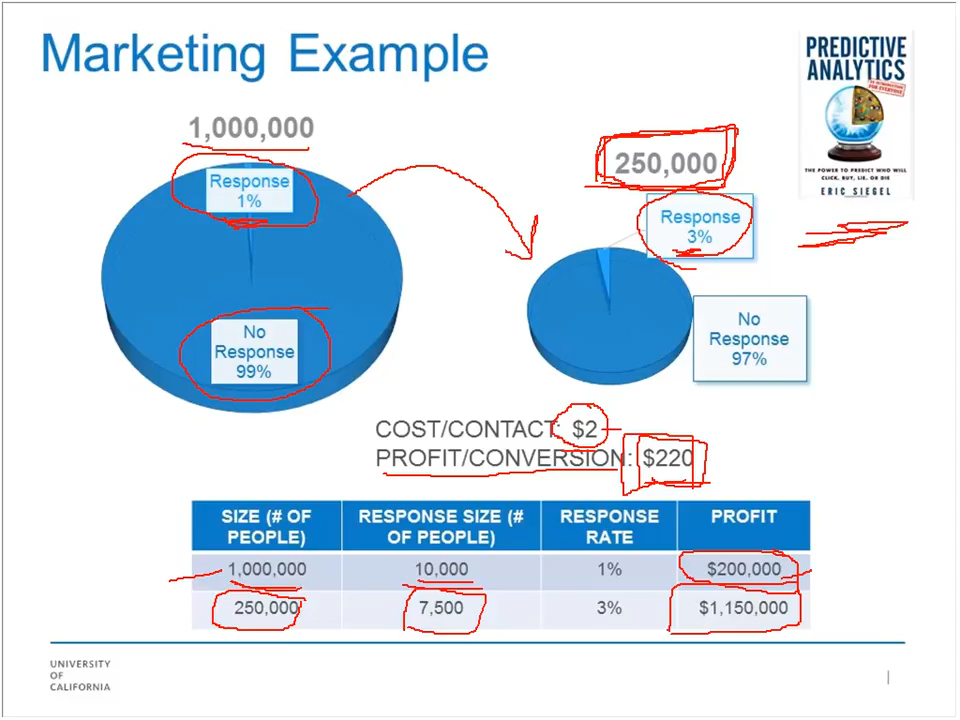 Marketing Example
1,000,000
Response
1%
No
Response
99%
250,000
Response
3%
No
Response
97%
PREDICTIVE
ANALYTICS
THE POWER TO PREDICT WHO WILL
CLICK, BUY, LIE, OR DIE
ERIC SIEGEL
COST/CONTACT: $2
PROFIT/CONVERSION: $220
SIZE (# OF PEOPLE) RESPONSE SIZE (# OF PEOPLE) RESPONSE RATE PROFIT
1,000,000 10,000 1% $200,000
250,000 7,500 3% $1,150,000
UNIVERSITY
OF
CALIFORNIA